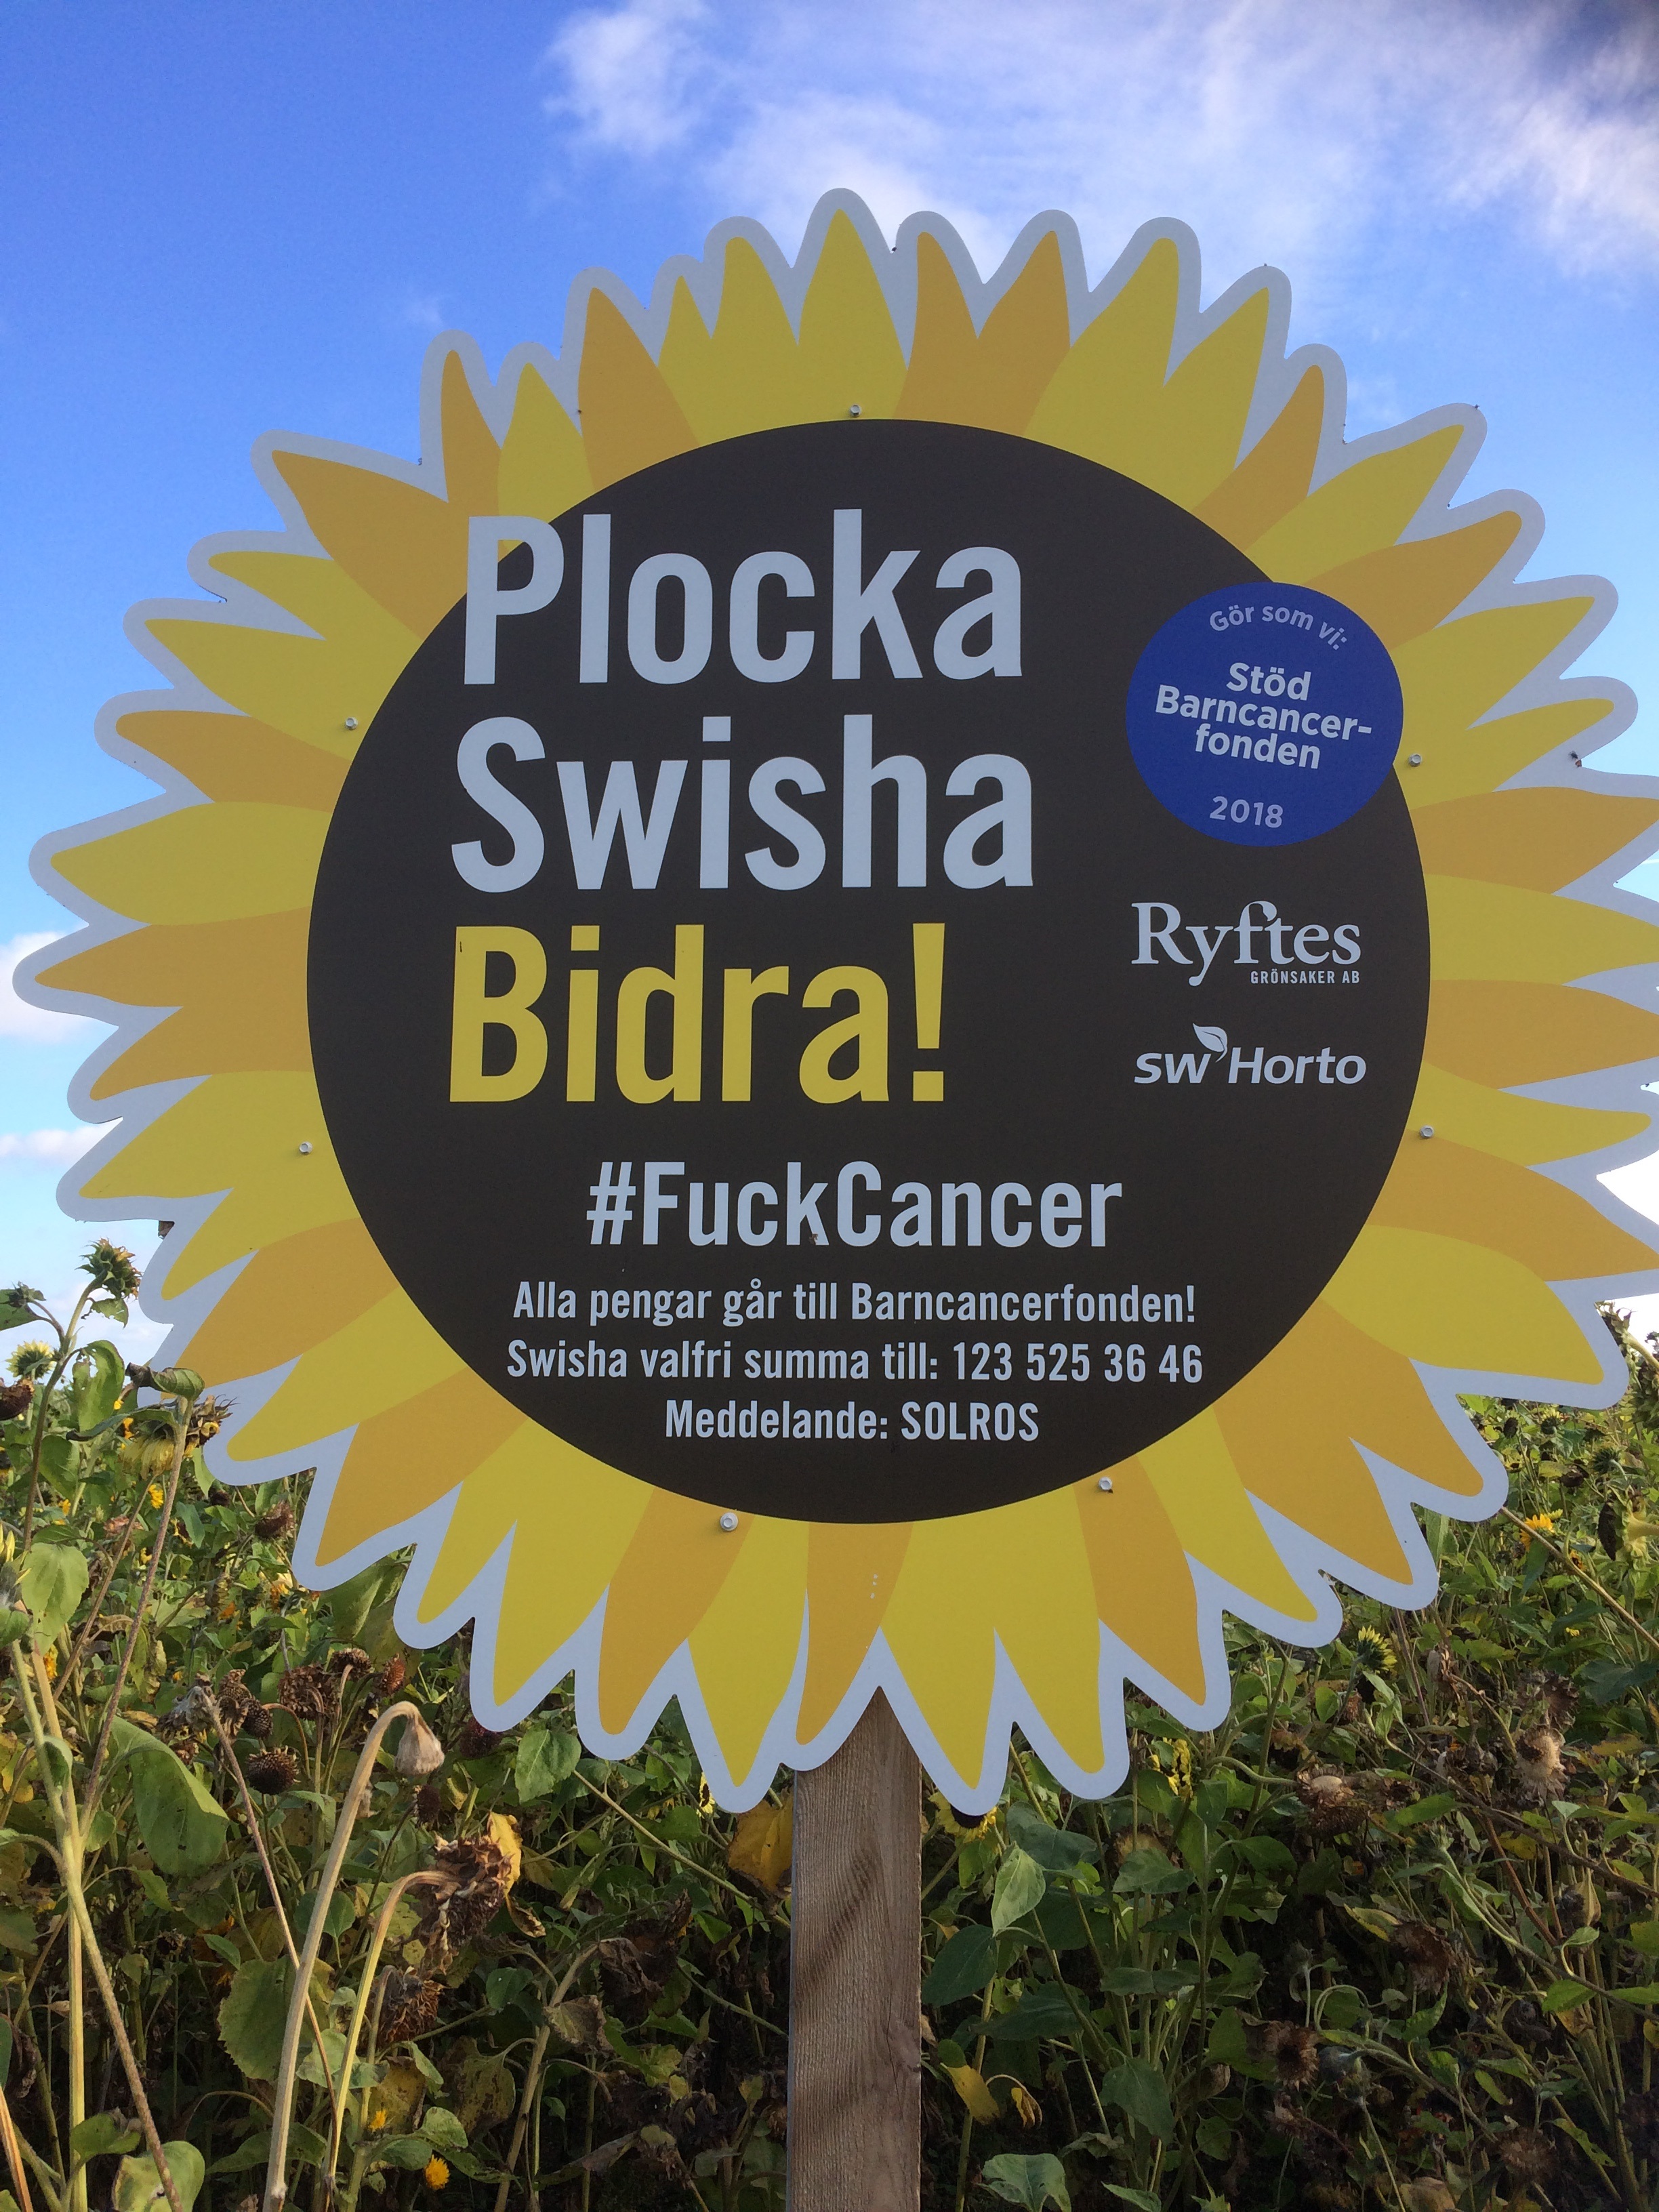 Plocka
Swisha
Bidra!
Gör som vi:
Stöd
Barncancer-
fonden
2018
Ryftes
GRÖNSAKER AB
sw Horto
#FuckCancer
Alla pengar går till Barncancerfonden!
Swisha valfri summa till: 123 525 36 46
Meddelande: SOLROS